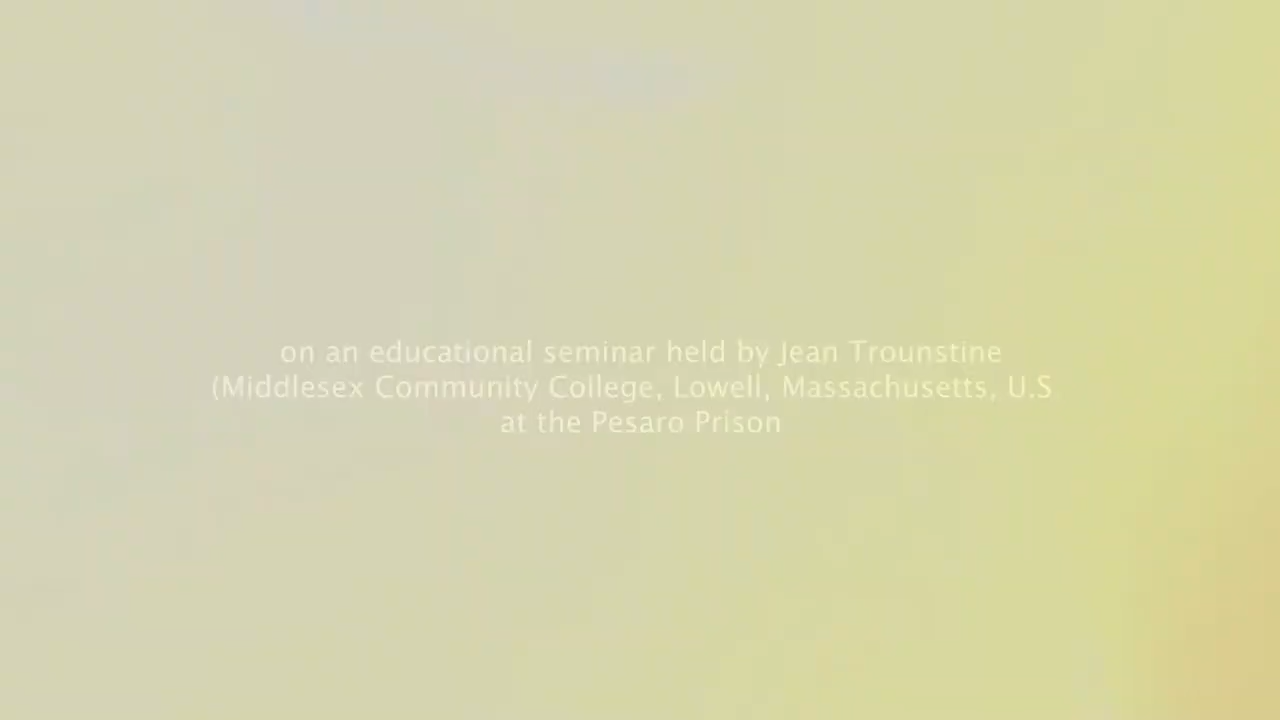 on an educational seminar held by Jean Trounstine
(Middlesex Community College, Lowell, Massachusetts, U.S
at the Pesaro Prison